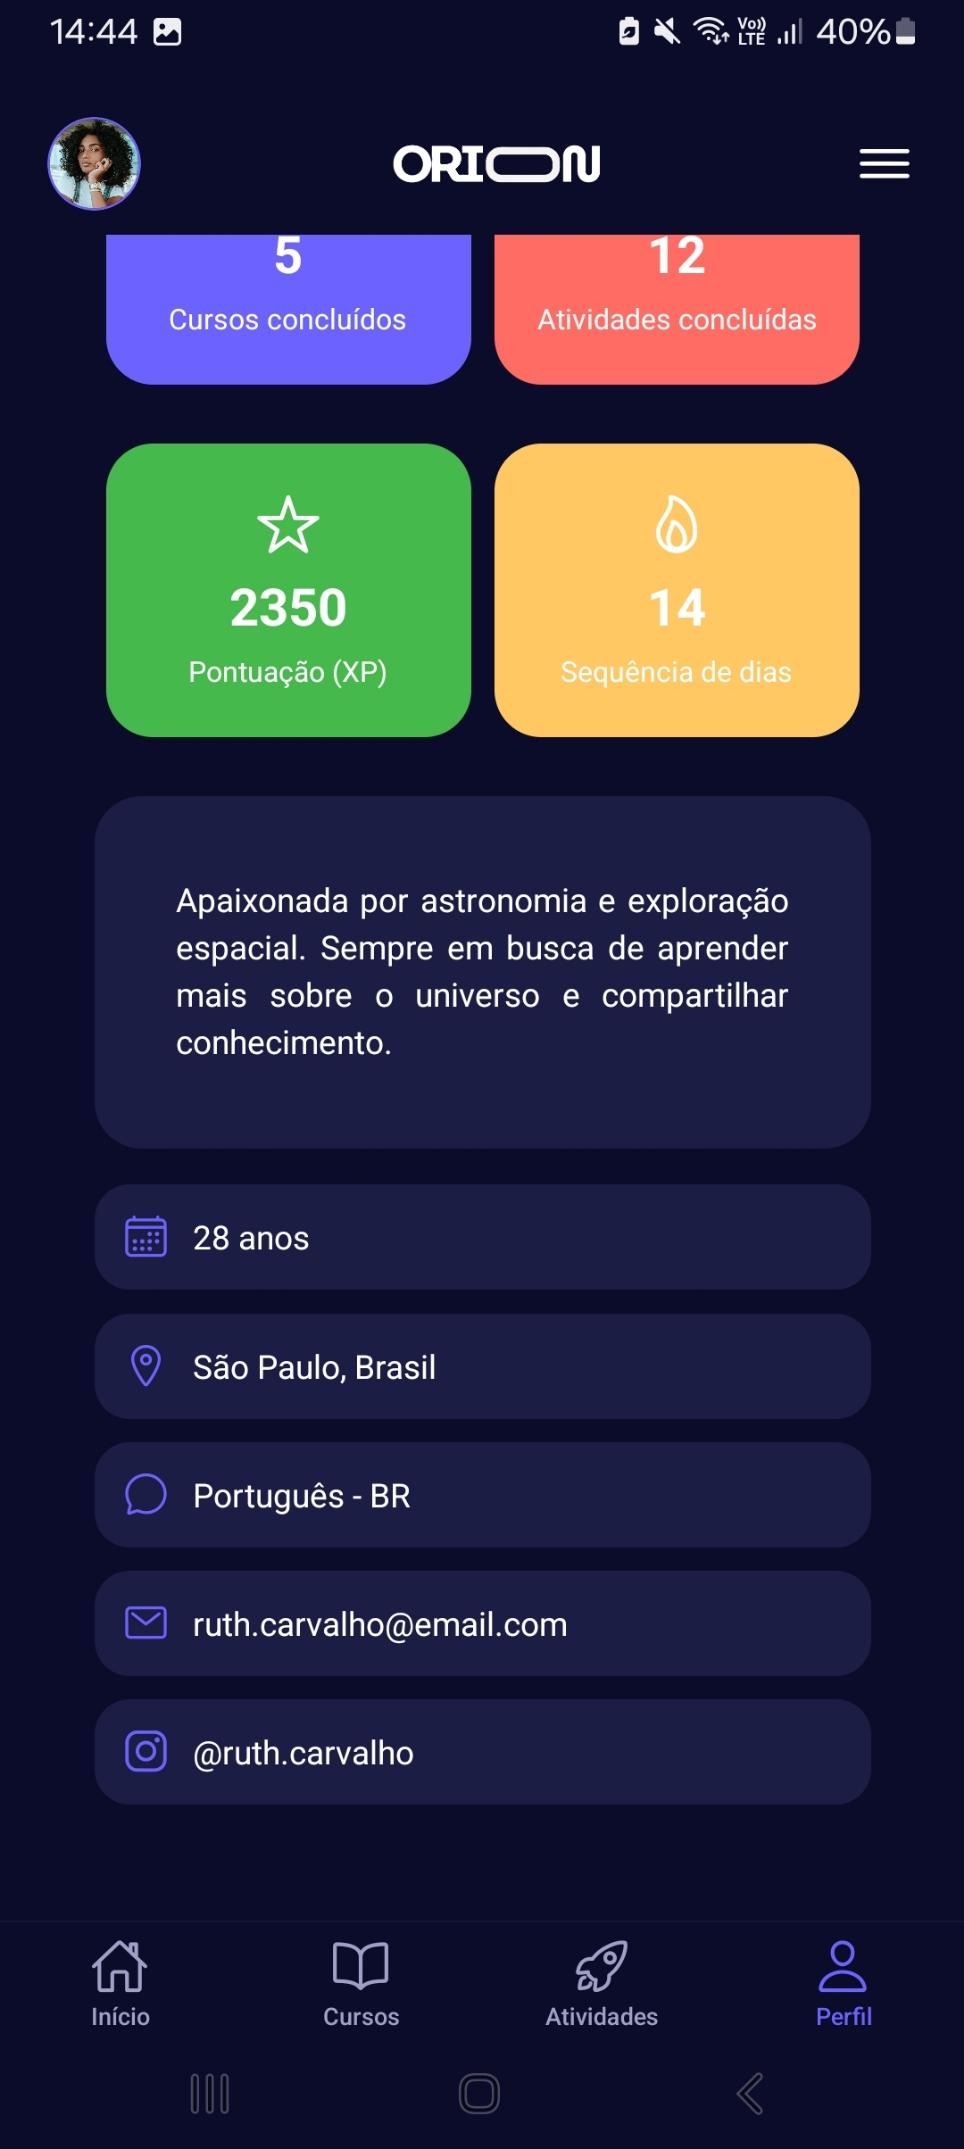 14:44
Vo))
LTE
40%
ORION
5
12
Cursos concluídos
Atividades concluídas
2350
14
Pontuação (XP)
Sequência de dias
Apaixonada por astronomia e exploração
espacial. Sempre em busca de aprender
mais sobre o universo e compartilhar
conhecimento.
28 anos
São Paulo, Brasil
Português - BR
ruth.carvalho@email.com
@ruth.carvalho
Início
Cursos
Atividades
Perfil